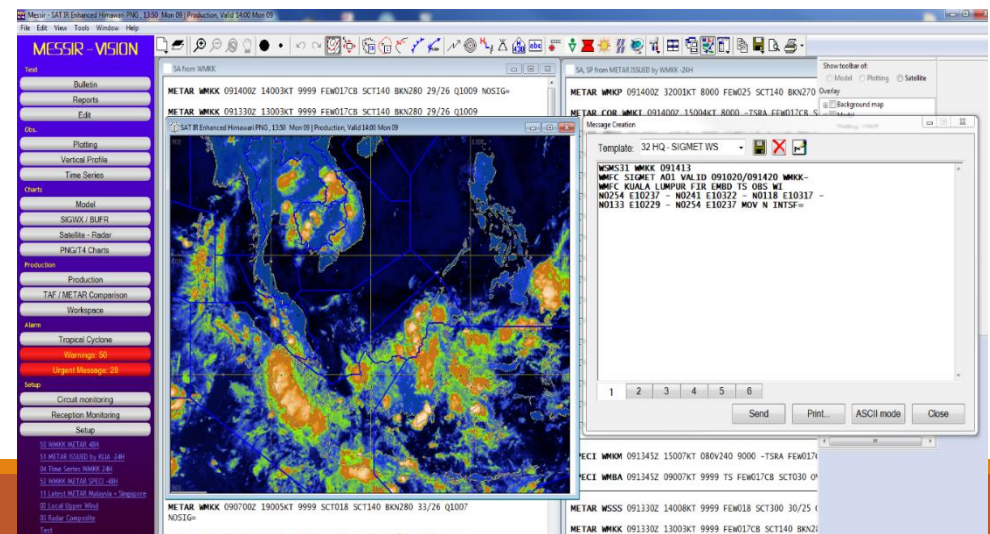 Messir - SAT IR Enhanced Himawari PNG , 13:50 Mon 09 | Production, Valid 14:00 Mon 09
File Edit View Tools Window Help
MESSIR - VISION
Text
Bulletin
Reports
Edit
Obs.
Plotting
Vertical Profile
Time Series
Charts
Model
SIGWX / BUFR
Satellite - Radar
PNG/T4 Charts
Production
Production
TAF / METAR Comparison
Workspace
Alarm
Tropical Cyclone
Warnings: 50
Urgent Message: 28
Setup
Circuit monitoring
Reception Monitoring
Setup
50 WMKK METAR 48H
51 METAR ISSUED by KLIA 24H
04 Time Series WMKK 24H
52 WMKK METAR SPECI -48H
11 Latest METAR Malaysia + Singapore
02 Local Upper Wind
03 Radar Composite
Test
SA from WMKK
METAR WMKK 091400Z 14003KT 9999 FEW017CB SCT140 BKN280 29/26 Q1009 NOSIG=
METAR WMKK 091330Z 13003KT 9999 FEW017CB SCT140 BKN280 29/26 Q1009
SAT IR Enhanced Himawari PNG, 13:50 Mon 09 | Production, Valid 14:00 Mon 09
METAR WMKK 090700Z 19005KT 9999 SCT018 SCT140 BKN280 33/26 Q1007
NOSIG=
SA, SP from METAR ISSUED by WMKK -24H
METAR WMKP 091400Z 32001KT 8000 FEW025 SCT140 BKN270
METAR COR WMKI 091400Z 15004KT 8000 -TSRA FEW017CB
Show toolbar of:
Model Plotting Satellite
Overlay
Background map
Message Creation
Template: 32 HQ - SIGMET WS
WSMS31 WMKK 091413
WMFC SIGMET A01 VALID 091020/091420 WMKK-
WMFC KUALA LUMPUR FIR EMBD TS OBS WI
N0254 E10237 - N0241 E10322 - N0118 E10317 -
N0133 E10229 - N0254 E10237 MOV N INTSF=
1 2 3 4 5 6
Send Print... ASCII mode Close
PECI WMKM 091345Z 15007KT 080V240 9000 -TSRA FEW017
PECI WMBA 091345Z 09007KT 9999 TS FEW017CB SCT030
METAR WSSS 091330Z 14008KT 9999 FEW018 SCT300 30/25
METAR WMKK 091330Z 13003KT 9999 FEW017CB SCT140